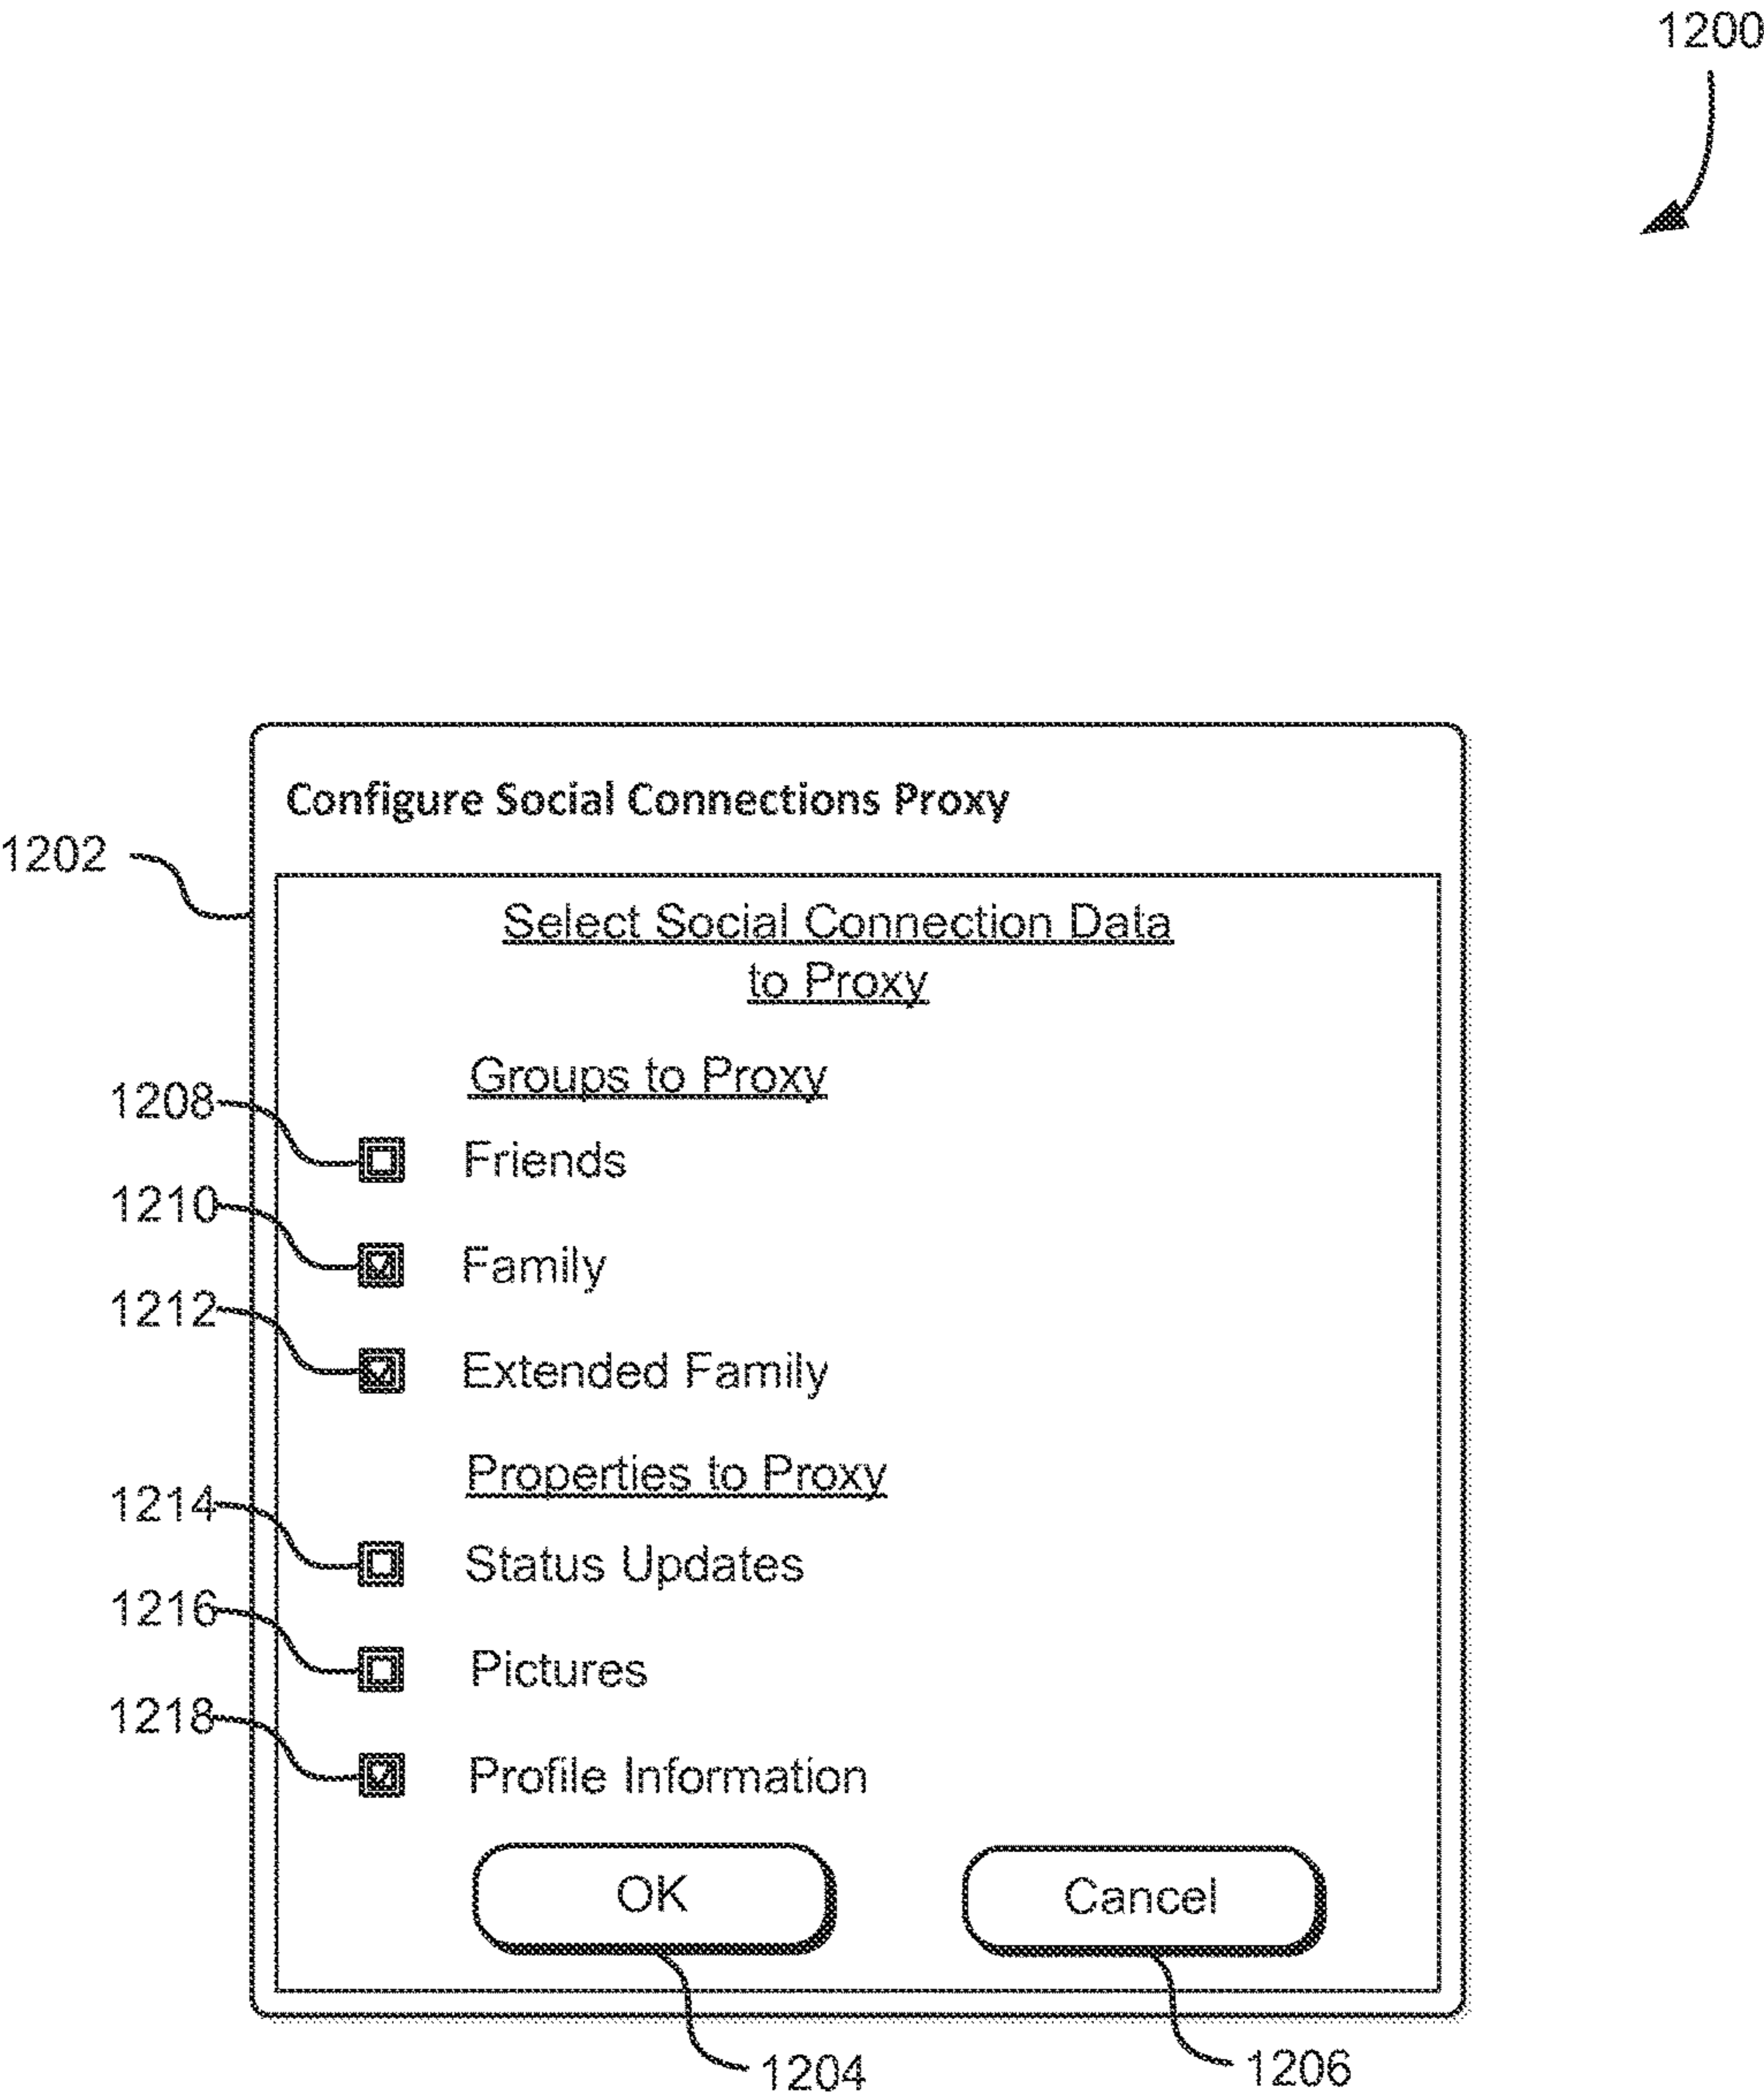 1200
Configure Social Connections Proxy
1202
Select Social Connection Data
to Proxy
Groups to Proxy
1208
Friends
1210
Family
1212
Extended Family
Properties to Proxy
1214
Status Updates
1216
Pictures
1218
Profile Information
OK
Cancel
1204
1206